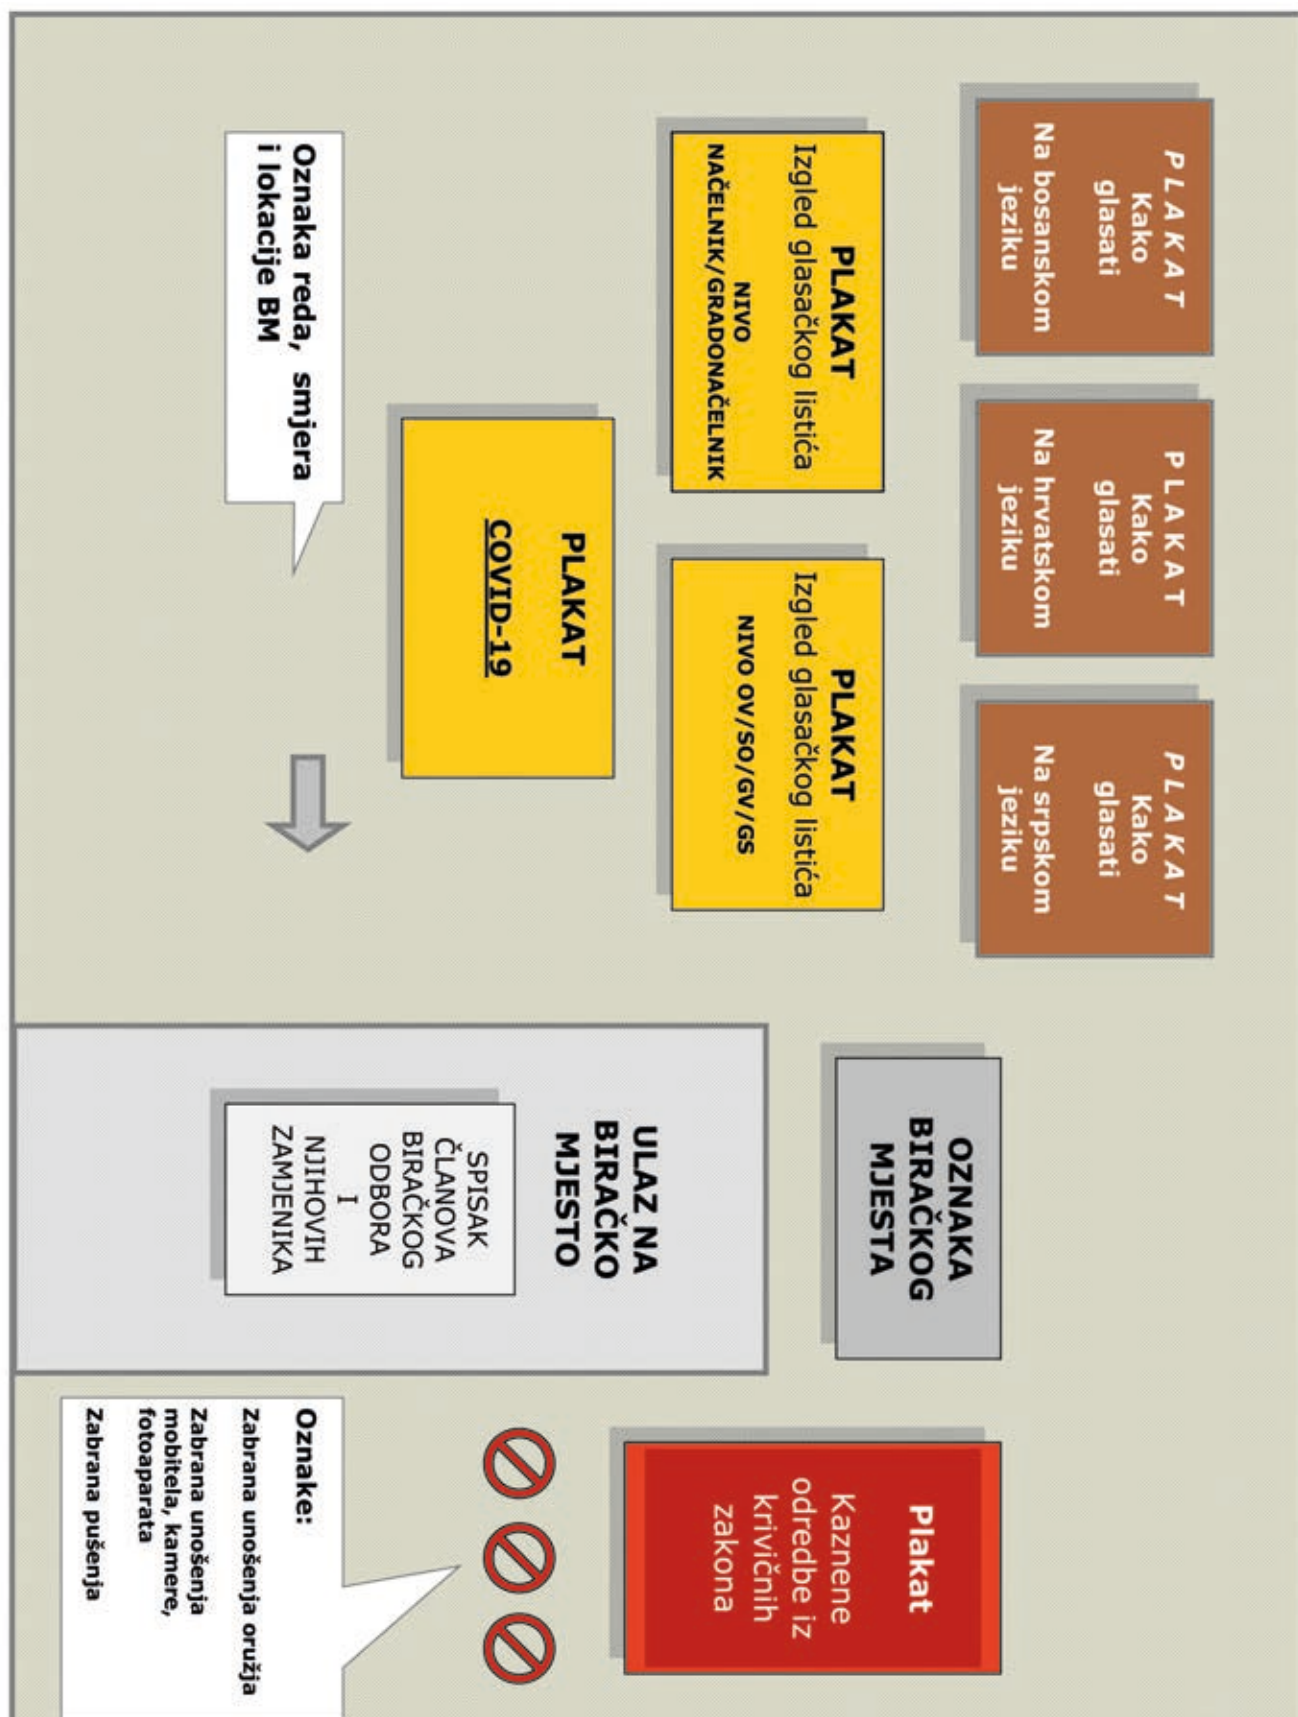 PLAKAT
Kako
glasati
Na bosanskom
jeziku
PLAKAT
Kako
glasati
Na hrvatskom
jeziku
PLAKAT
Kako
glasati
Na srpskom
jeziku
PLAKAT
Izgled glasačkog listića
NIVO
NAČELNIK/GRADONAČELNIK
PLAKAT
Izgled glasačkog listića
NIVO OV/SO/GV/GS
PLAKAT
COVID-19
Oznaka reda, smjera
i lokacije BM
OZNAKA
BIRAČKOG
MJESTA
ULAZ NA
BIRAČKO
MJESTO
SPISAK
ČLANOVA
BIRAČKOG
ODBORA
I
NJIHOVIH
ZAMJENIKA
Plakat
Kaznene
odredbe iz
krivičnih
zakona
Oznake:
Zabrana unošenja oružja
Zabrana unošenja
mobitela, kamere,
fotoaparata
Zabrana pušenja